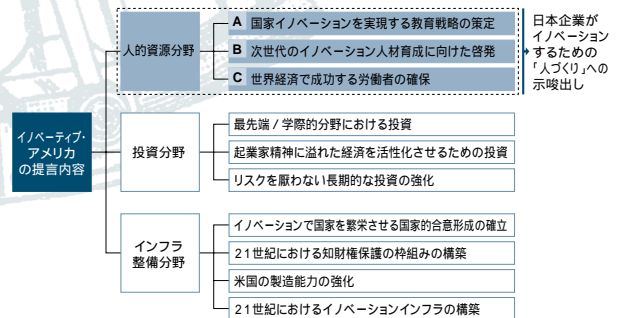 イノベーティブ・
アメリカ
の提言内容
人的資源分野
A 国家イノベーションを実現する教育戦略の策定
B 次世代のイノベーション人材育成に向けた啓発
C 世界経済で成功する労働者の確保
日本企業が
イノベーション
するための
「人づくり」への
示唆出し
投資分野
最先端/学際的分野における投資
起業家精神に溢れた経済を活性化させるための投資
リスクを厭わない長期的な投資の強化
インフラ
整備分野
イノベーションで国家を繁栄させる国家的合意形成の確立
21世紀における知財権保護の枠組みの構築
米国の製造能力の強化
21世紀におけるイノベーションインフラの構築